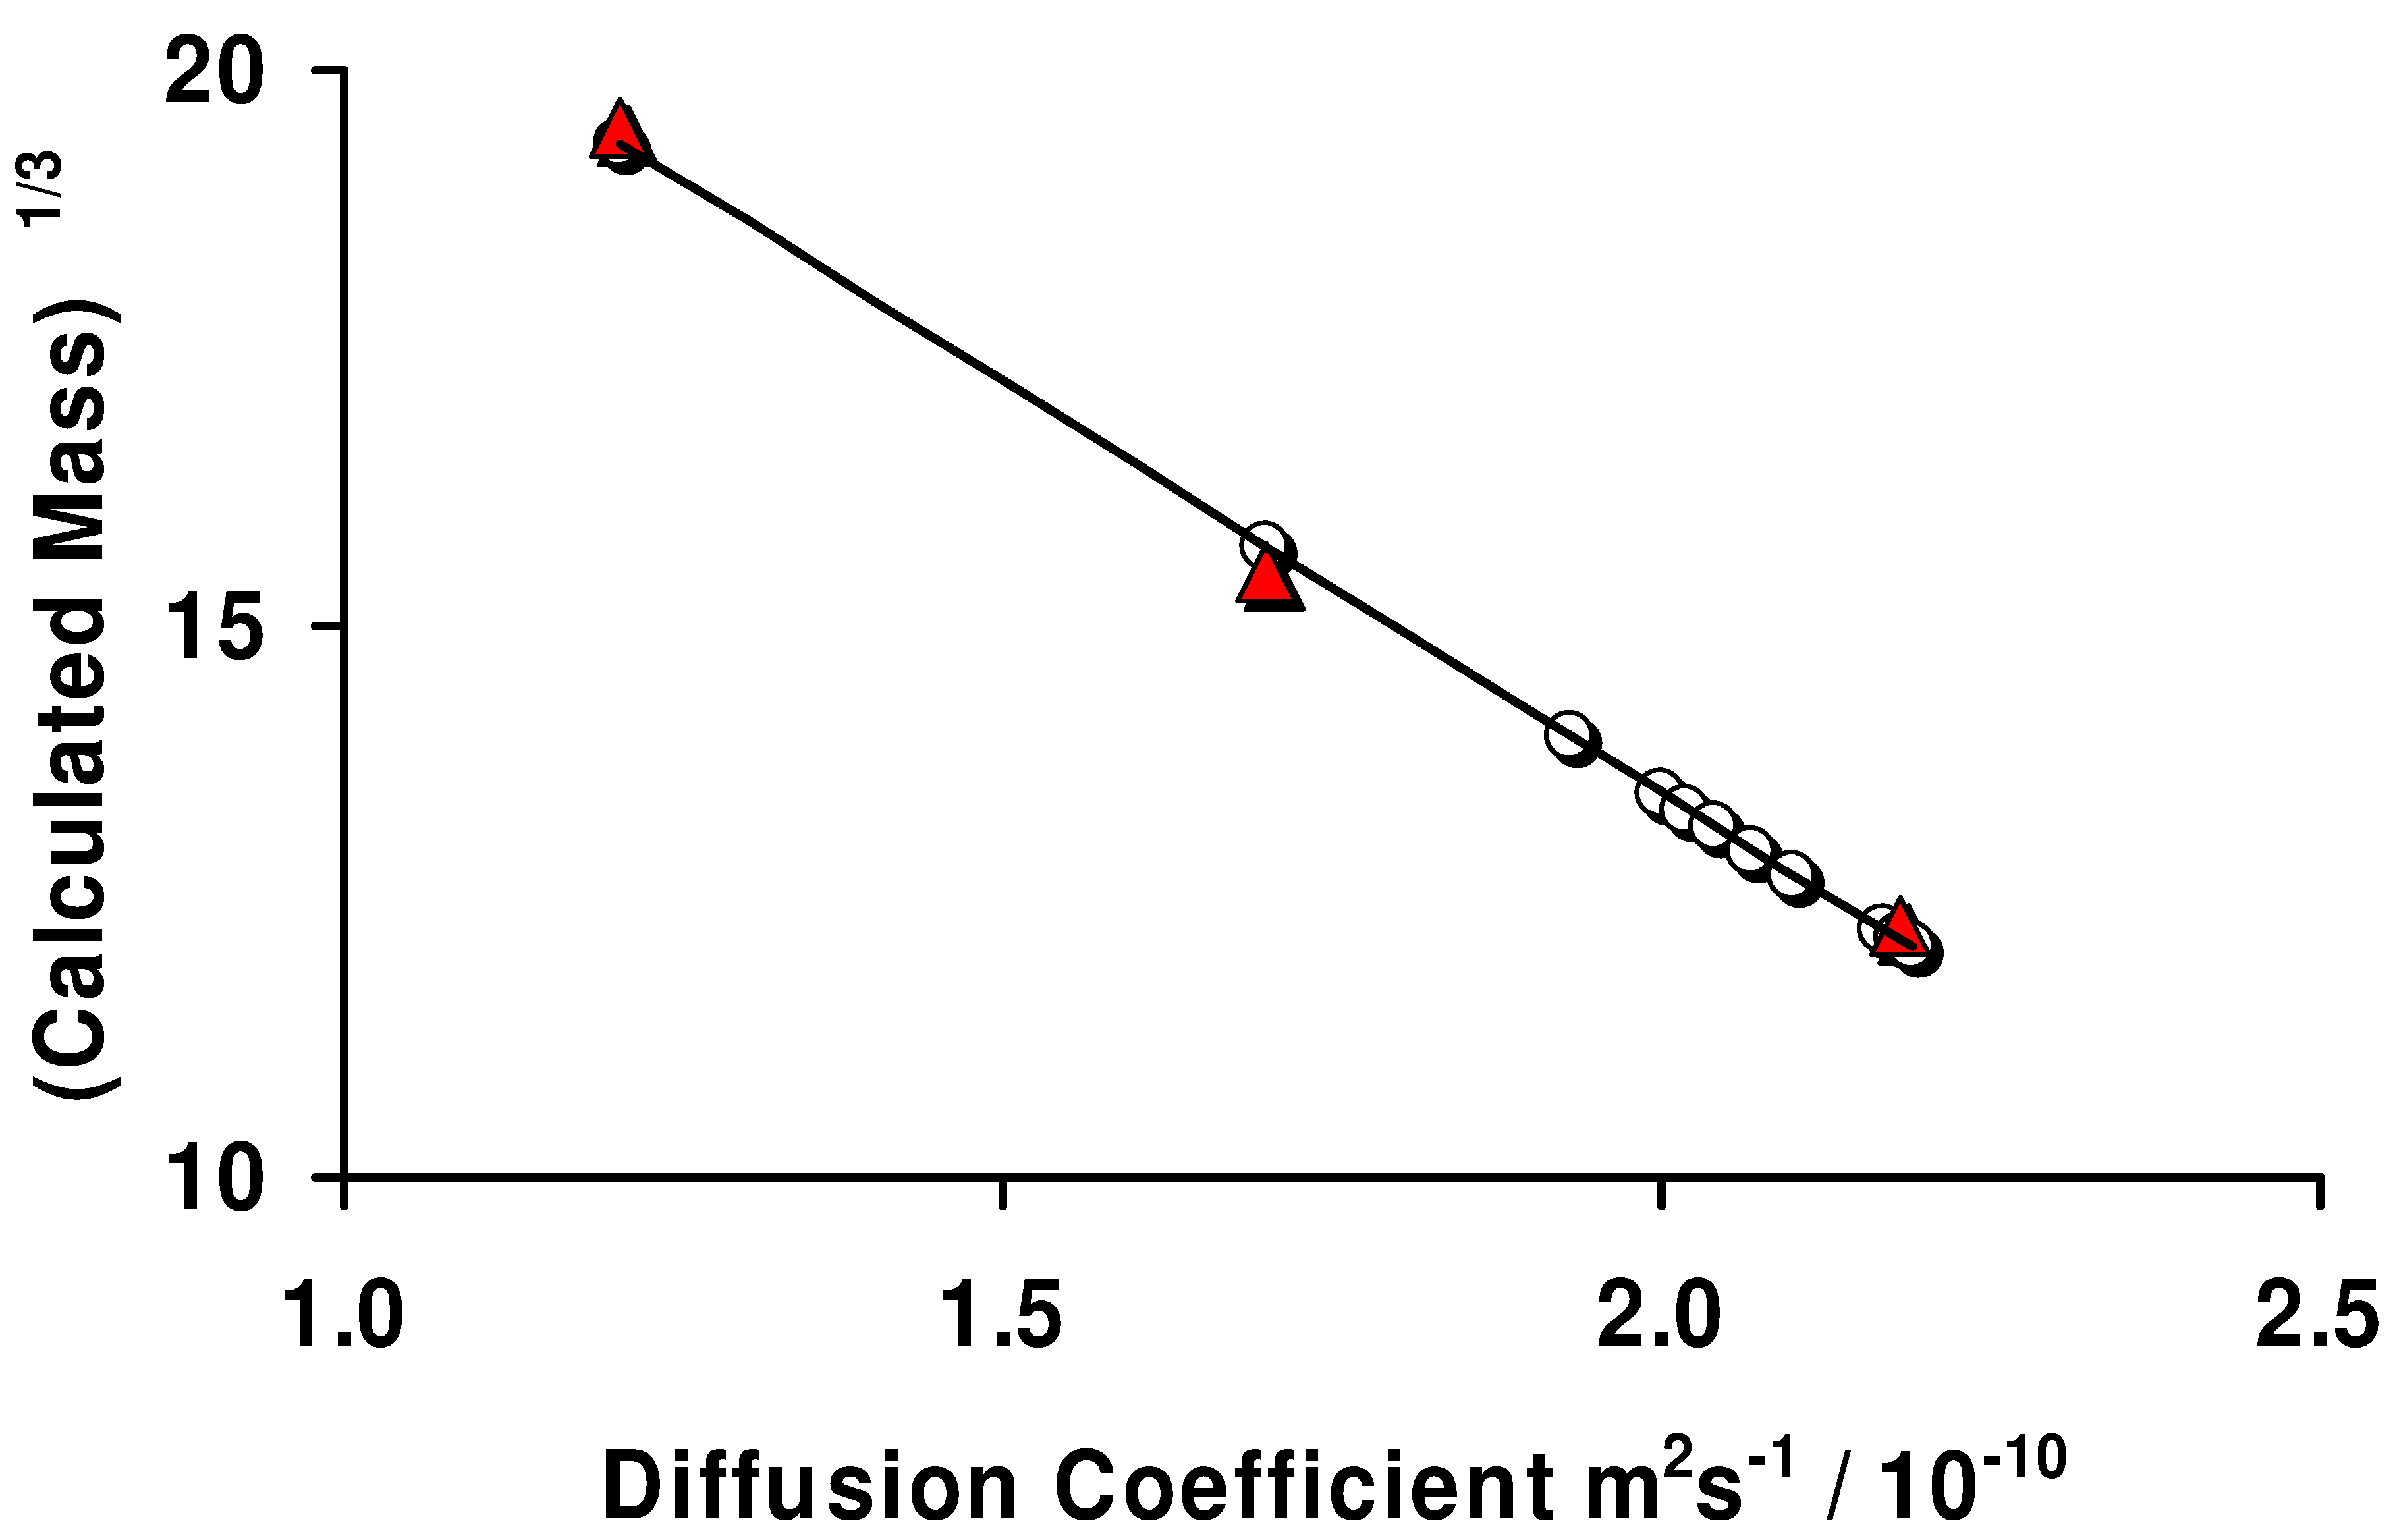 20
15
10
(Calculated Mass) 1/3
1.0 1.5 2.0 2.5
Diffusion Coefficient m²s⁻¹ / 10⁻¹⁰